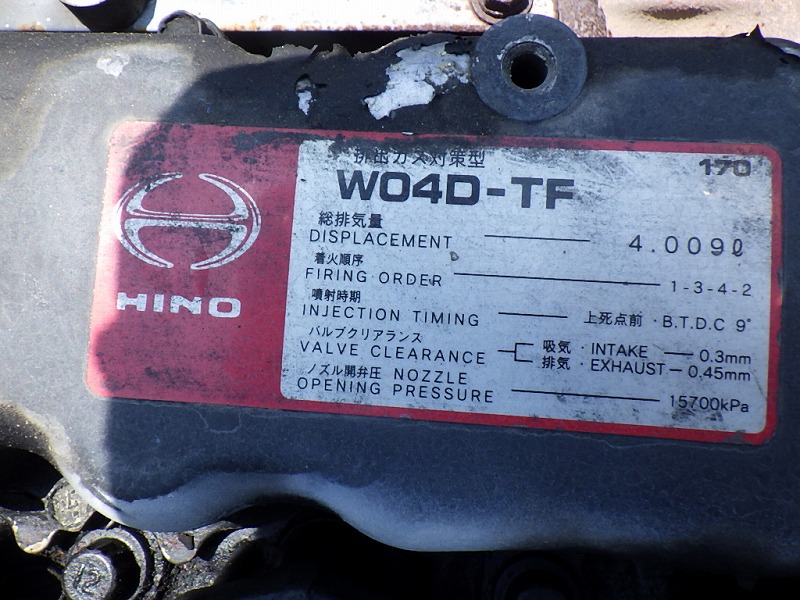 排出ガス対策型
170
W04D-TF
HINO
総排気量
DISPLACEMENT 4.009ℓ
着火順序
FIRING ORDER 1-3-4-2
噴射時期
INJECTION TIMING 上死点前・B.T.D.C 9°
バルブクリアランス
VALVE CLEARANCE 吸気・INTAKE 0.3mm
排気・EXHAUST 0.45mm
ノズル開弁圧 NOZZLE
OPENING PRESSURE 15700kPa
12